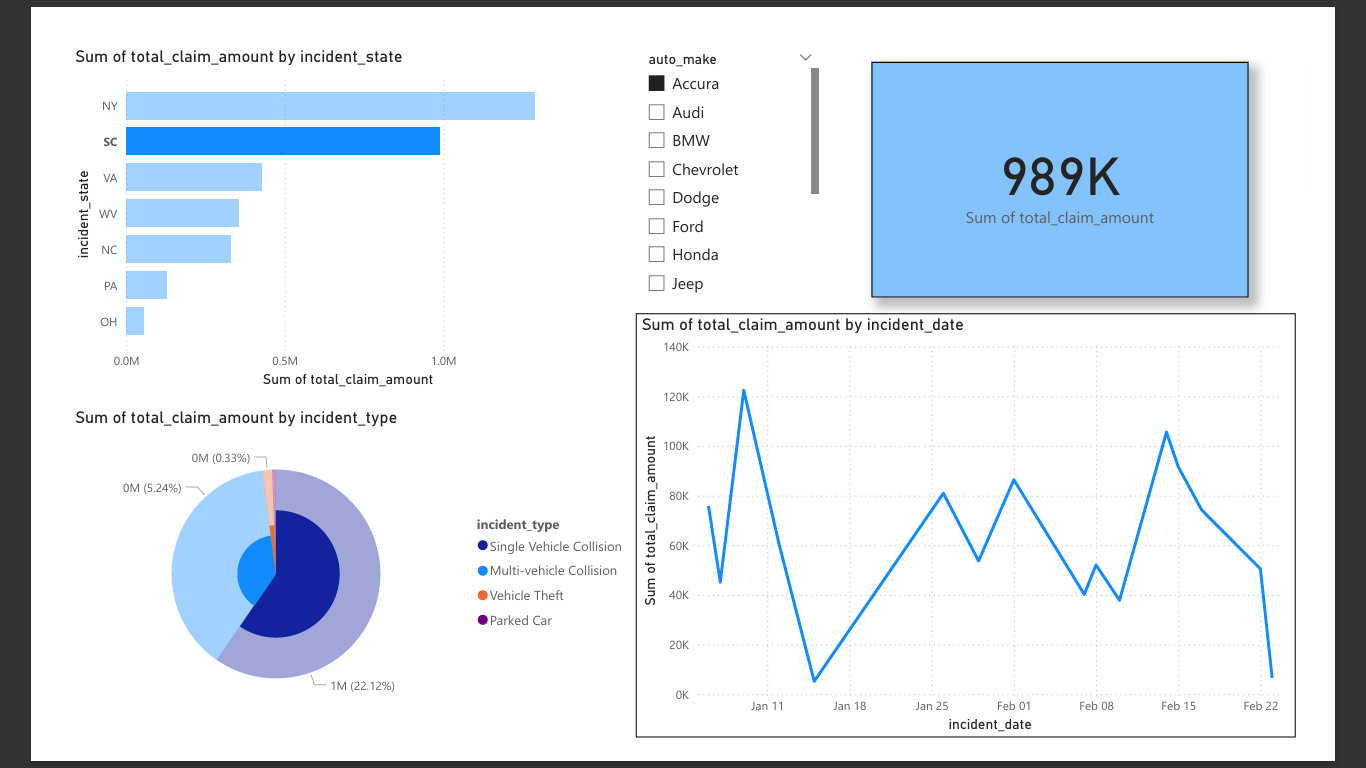 Sum of total_claim_amount by incident_state
incident_state
NY
SC
VA
WV
NC
PA
OH
0.0M 0.5M 1.0M
Sum of total_claim_amount
auto_make
Accura
Audi
BMW
Chevrolet
Dodge
Ford
Honda
Jeep
989K
Sum of total_claim_amount
Sum of total_claim_amount by incident_type
0M (0.33%)
0M (5.24%)
1M (22.12%)
incident_type
Single Vehicle Collision
Multi-vehicle Collision
Vehicle Theft
Parked Car
Sum of total_claim_amount by incident_date
Sum of total_claim_amount
140K
120K
100K
80K
60K
40K
20K
0K
Jan 11 Jan 18 Jan 25 Feb 01 Feb 08 Feb 15 Feb 22
incident_date